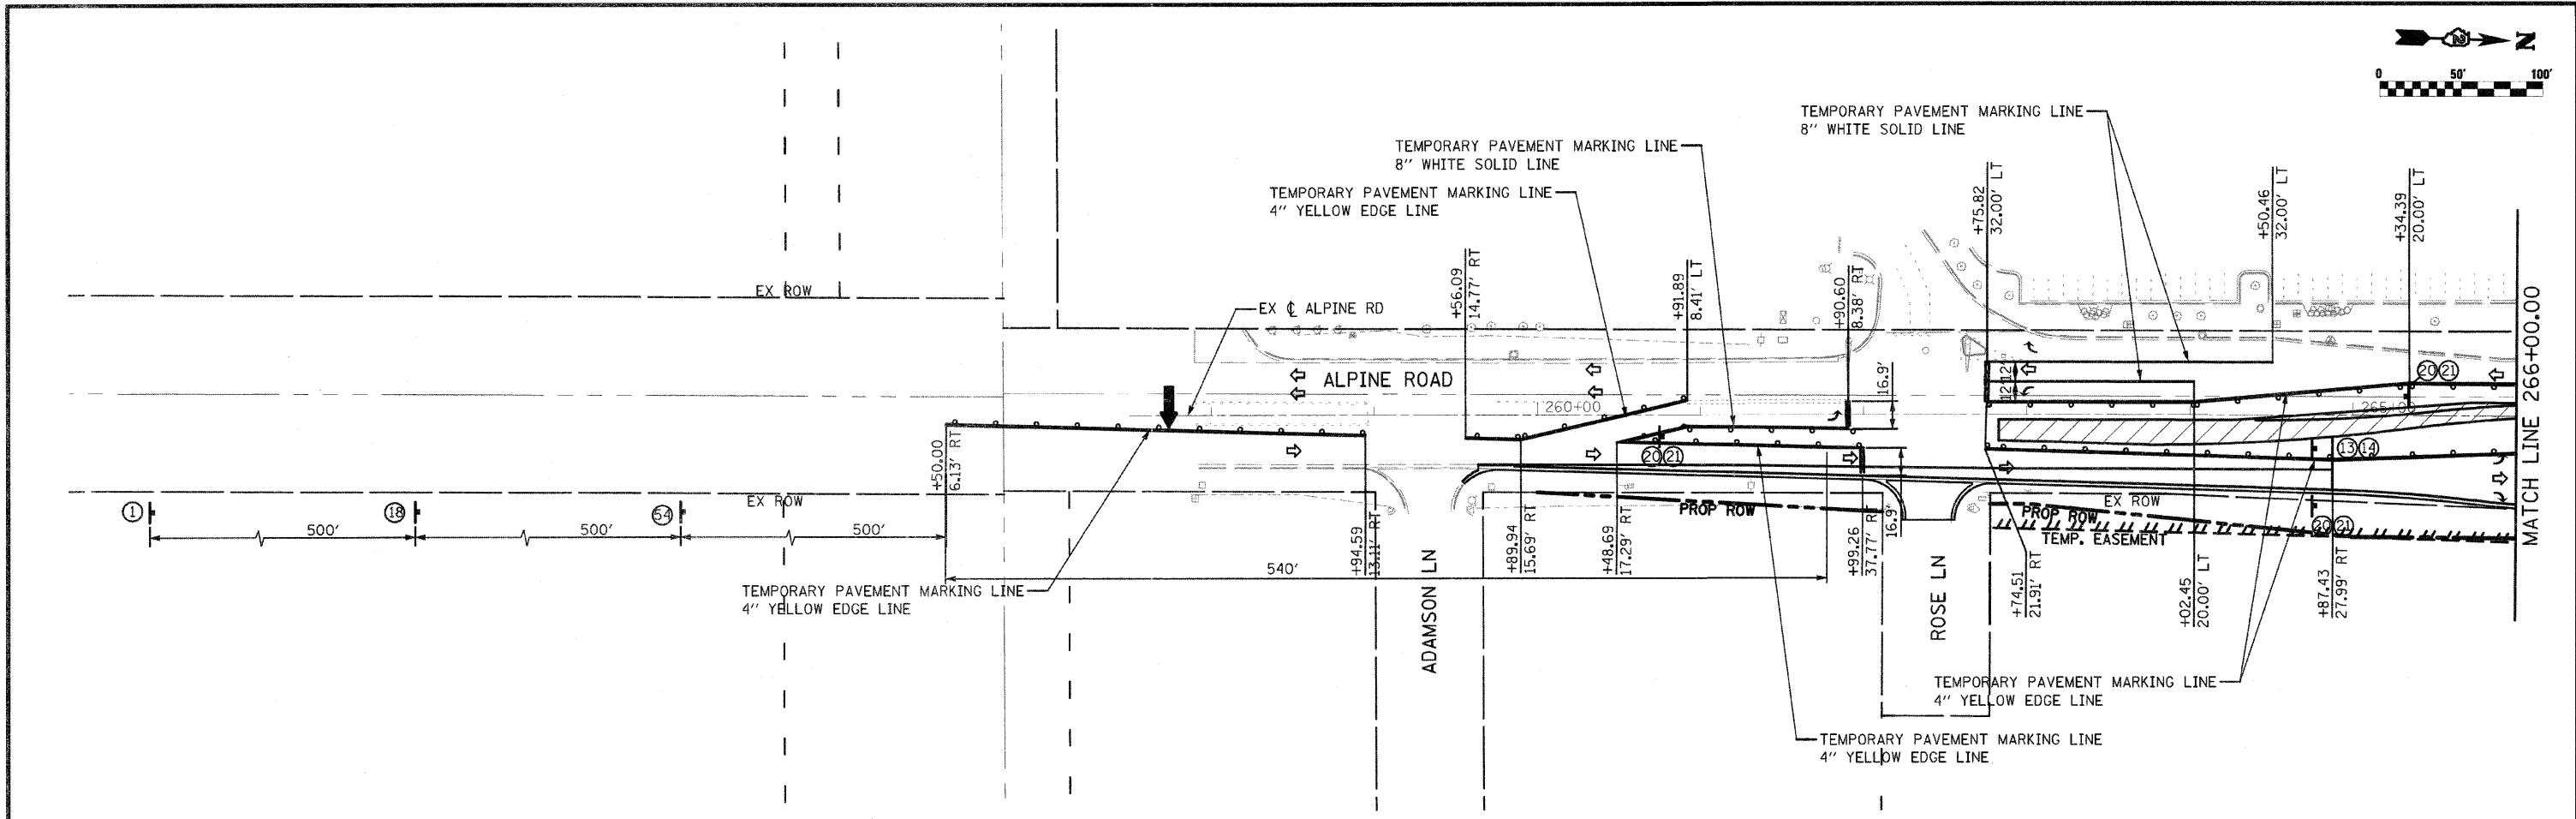 N
0 50' 100'
TEMPORARY PAVEMENT MARKING LINE
8" WHITE SOLID LINE
TEMPORARY PAVEMENT MARKING LINE
8" WHITE SOLID LINE
TEMPORARY PAVEMENT MARKING LINE
4" YELLOW EDGE LINE
+75.82
32.00' LT
+50.46
32.00' LT
+34.39
20.00' LT
+56.09
14.77' RT
+91.89
8.41' LT
+90.60
8.38' RT
EX ROW
EX ℄ ALPINE RD
ALPINE ROAD
16.9'
12' 12'
20 21
260+00
265+00
MATCH LINE 266+00.00
+50.00
6.13' RT
20 21
13 14
EX ROW
EX ROW
PROP ROW
PROP ROW
1
18
54
20 21
500'
500'
500'
TEMP. EASEMENT
16.9'
+94.59
13.11' RT
+89.94
15.69' RT
+48.69
17.29' RT
+99.26
37.77' RT
+74.51
21.91' RT
+02.45
20.00' LT
+87.43
27.99' RT
540'
ADAMSON LN
ROSE LN
TEMPORARY PAVEMENT MARKING LINE
4" YELLOW EDGE LINE
TEMPORARY PAVEMENT MARKING LINE
4" YELLOW EDGE LINE
TEMPORARY PAVEMENT MARKING LINE
4" YELLOW EDGE LINE